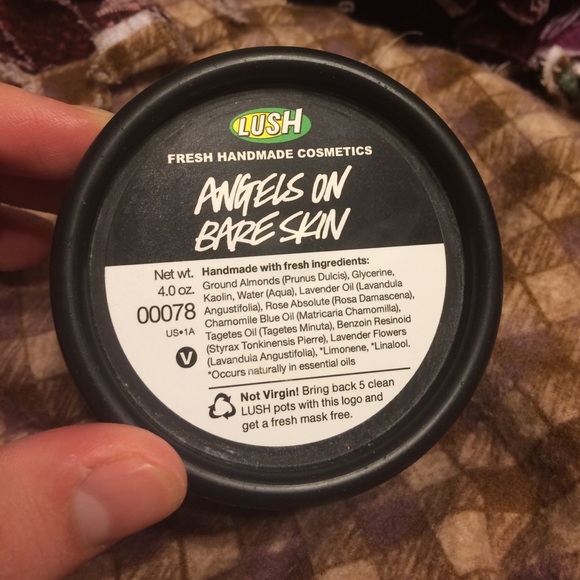 LUSH
FRESH HANDMADE COSMETICS
ANGELS ON
BARE SKIN
Net wt.
4.0 oz.
00078
US•1A
V
Handmade with fresh ingredients:
Ground Almonds (Prunus Dulcis), Glycerine,
Kaolin, Water (Aqua), Lavender Oil (Lavandula
Angustifolia), Rose Absolute (Rosa Damascena),
Chamomile Blue Oil (Matricaria Chamomilla),
Tagetes Oil (Tagetes Minuta), Benzoin Resinoid
(Styrax Tonkinensis Pierre), Lavender Flowers
(Lavandula Angustifolia), *Limonene, *Linalool.
*Occurs naturally in essential oils
Not Virgin! Bring back 5 clean
LUSH pots with this logo and
get a fresh mask free.